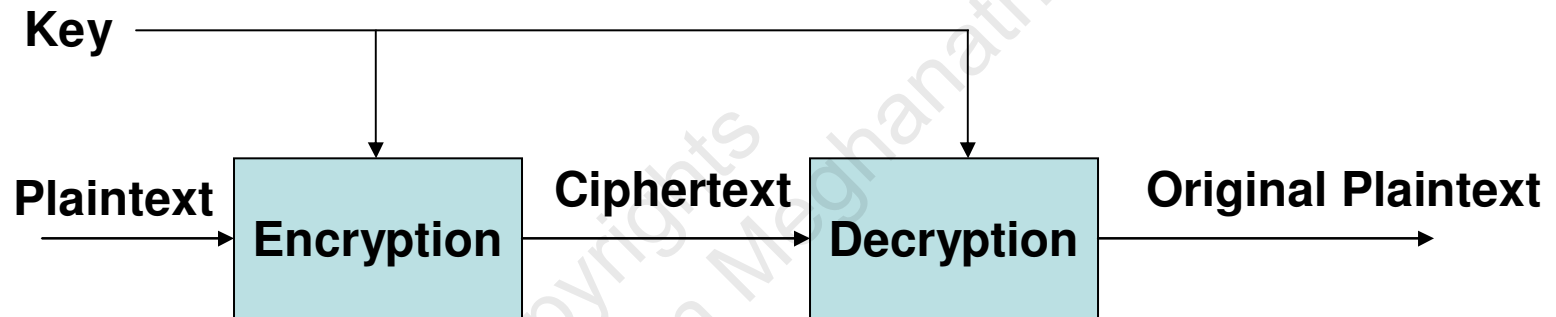 Key
Plaintext
Ciphertext
Original Plaintext
Encryption
Decryption